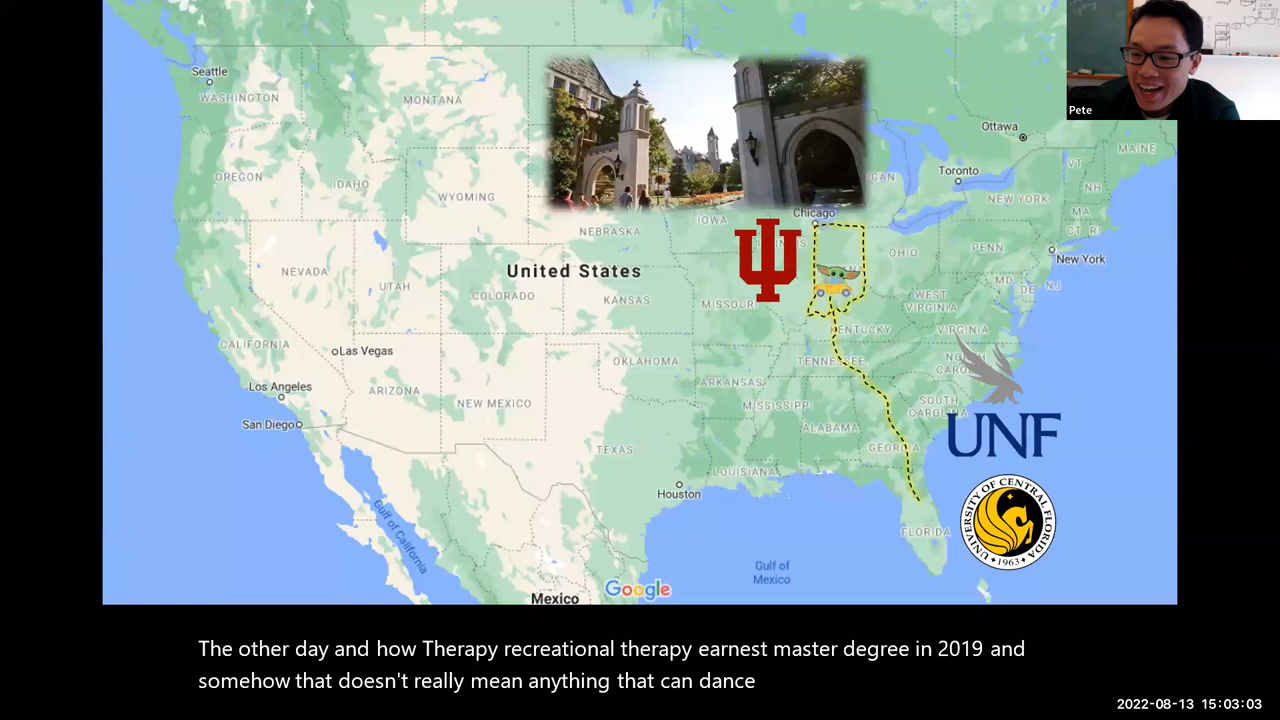 Seattle
WASHINGTON
MONTANA
Ottawa
MAINE
OREGON
IDAHO
WYOMING
Toronto
VT
NH
NEW YORK
MA
CT RI
Chicago
IOWA
NEBRASKA
United States
NEVADA
UTAH
COLORADO
KANSAS
MISSOURI
OHIO
PENN
New York
MD
DE
NJ
WEST
VIRGINIA
KENTUCKY
VIRGINIA
CALIFORNIA
Las Vegas
Los Angeles
San Diego
ARIZONA
NEW MEXICO
OKLAHOMA
ARKANSAS
TENNESSEE
MISSISSIPPI
ALABAMA
SOUTH
CAROLINA
GEORGIA
TEXAS
LOUISIANA
Houston
FLORIDA
Gulf of California
Gulf of
Mexico
Mexico
Google
UNF
UNIVERSITY OF CENTRAL FLORIDA
1963
Pete
The other day and how Therapy recreational therapy earnest master degree in 2019 and
somehow that doesn't really mean anything that can dance
2022-08-13 15:03:03